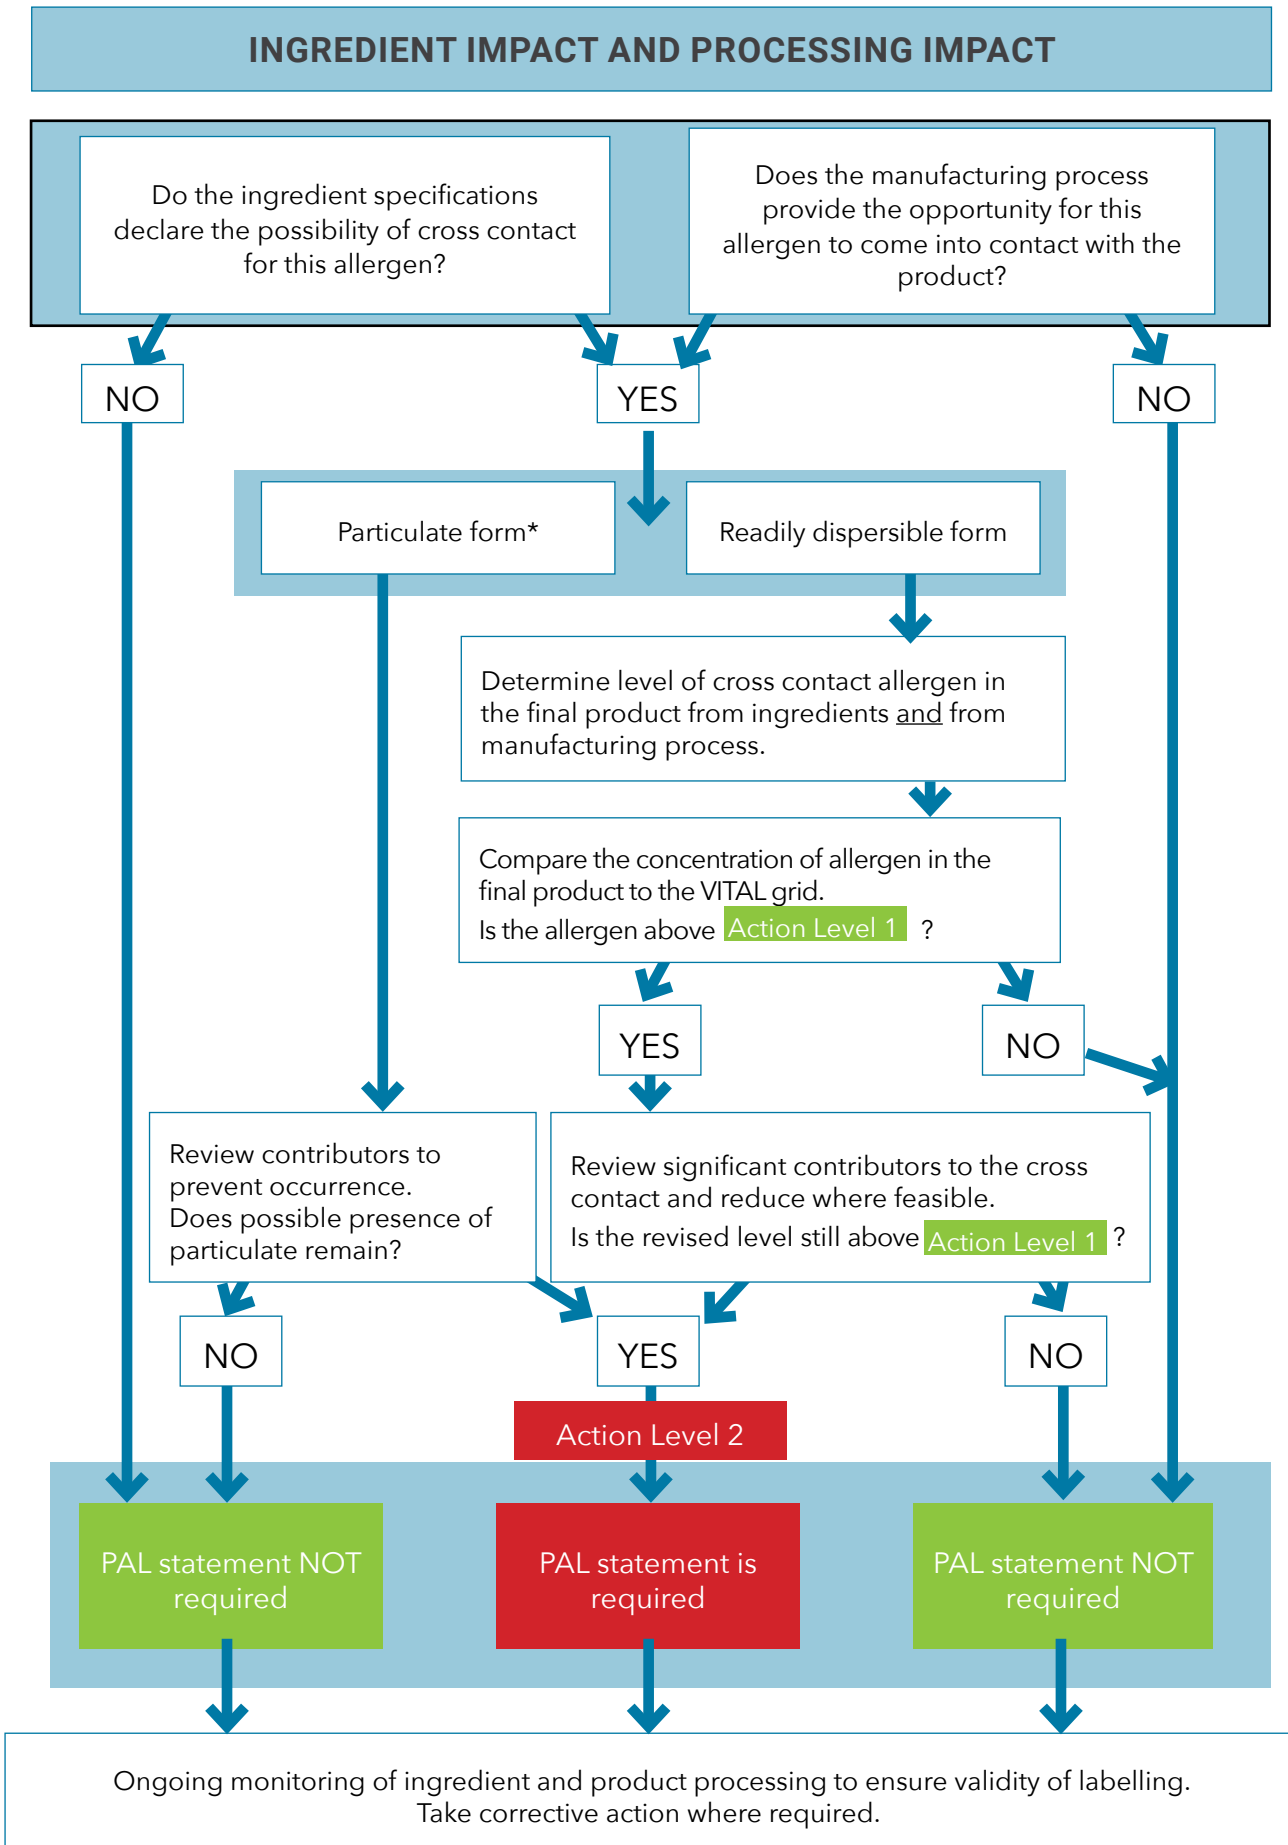 INGREDIENT IMPACT AND PROCESSING IMPACT
Do the ingredient specifications
declare the possibility of cross contact
for this allergen?
Does the manufacturing process
provide the opportunity for this
allergen to come into contact with the
product?
NO
YES
NO
Particulate form*
Readily dispersible form
Determine level of cross contact allergen in
the final product from ingredients and from
manufacturing process.
Compare the concentration of allergen in the
final product to the VITAL grid.
Is the allergen above Action Level 1 ?
YES
NO
Review contributors to
prevent occurrence.
Does possible presence of
particulate remain?
Review significant contributors to the cross
contact and reduce where feasible.
Is the revised level still above Action Level 1 ?
NO
YES
NO
Action Level 2
PAL statement NOT
required
PAL statement is
required
PAL statement NOT
required
Ongoing monitoring of ingredient and product processing to ensure validity of labelling.
Take corrective action where required.